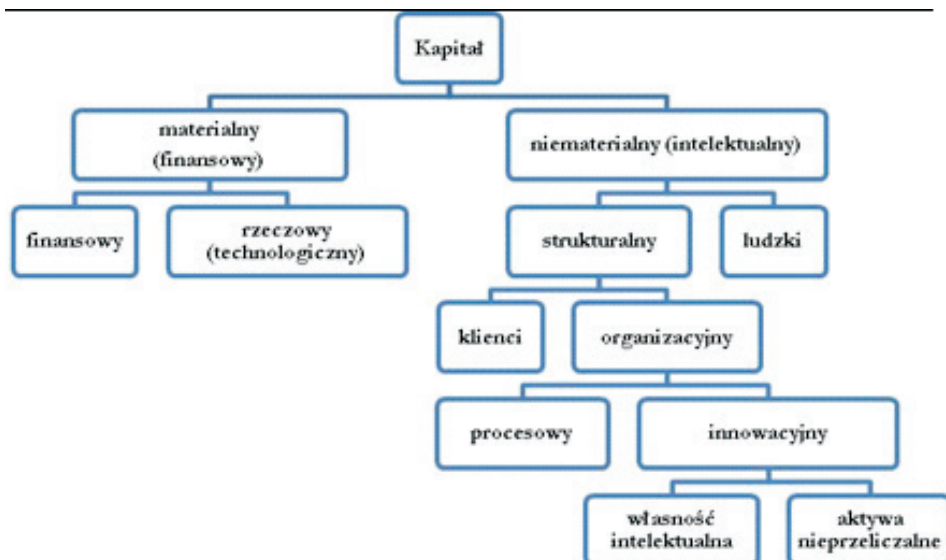 Kapitał
materialny
(finansowy)
niematerialny (intelektualny)
finansowy
rzeczowy
(technologiczny)
strukturalny
ludzki
klienci
organizacyjny
procesowy
innowacyjny
własność
intelektualna
aktywa
nieprzeliczalne